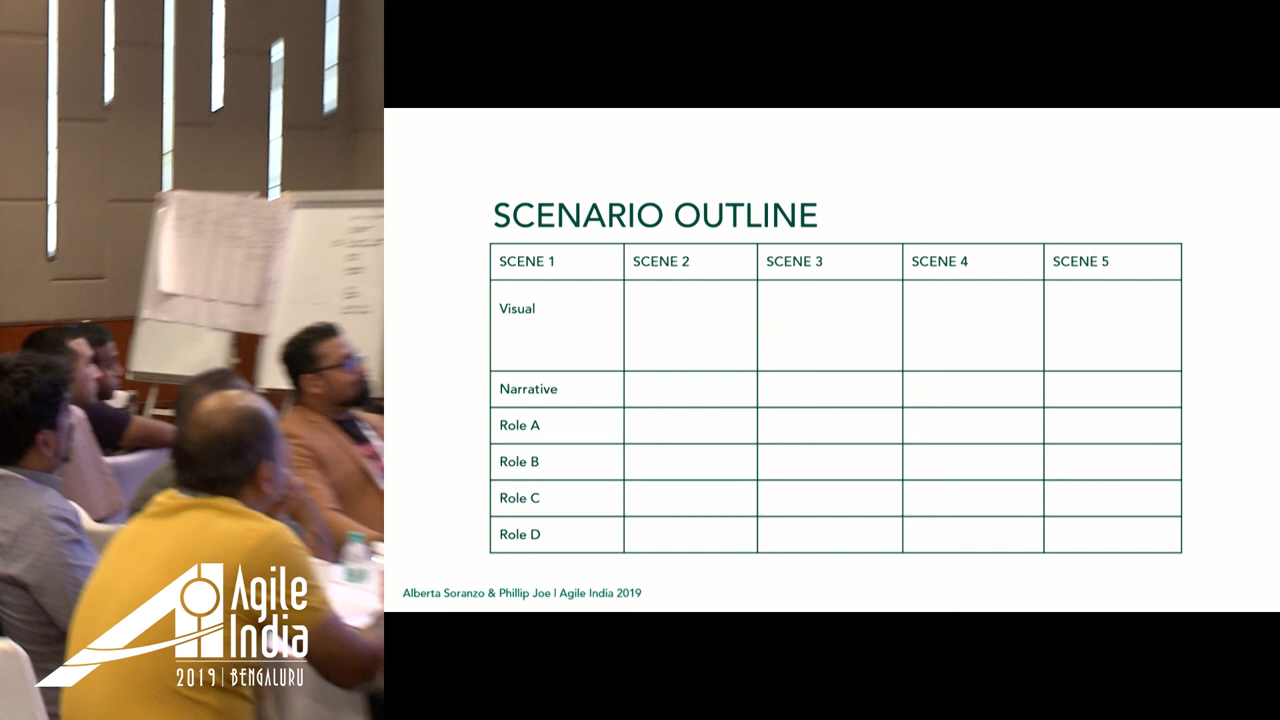 SCENARIO OUTLINE
SCENE 1 SCENE 2 SCENE 3 SCENE 4 SCENE 5
Visual
Narrative
Role A
Role B
Role C
Role D
Alberta Soranzo & Phillip Joe | Agile India 2019
Agile
India
2019 | BENGALURU